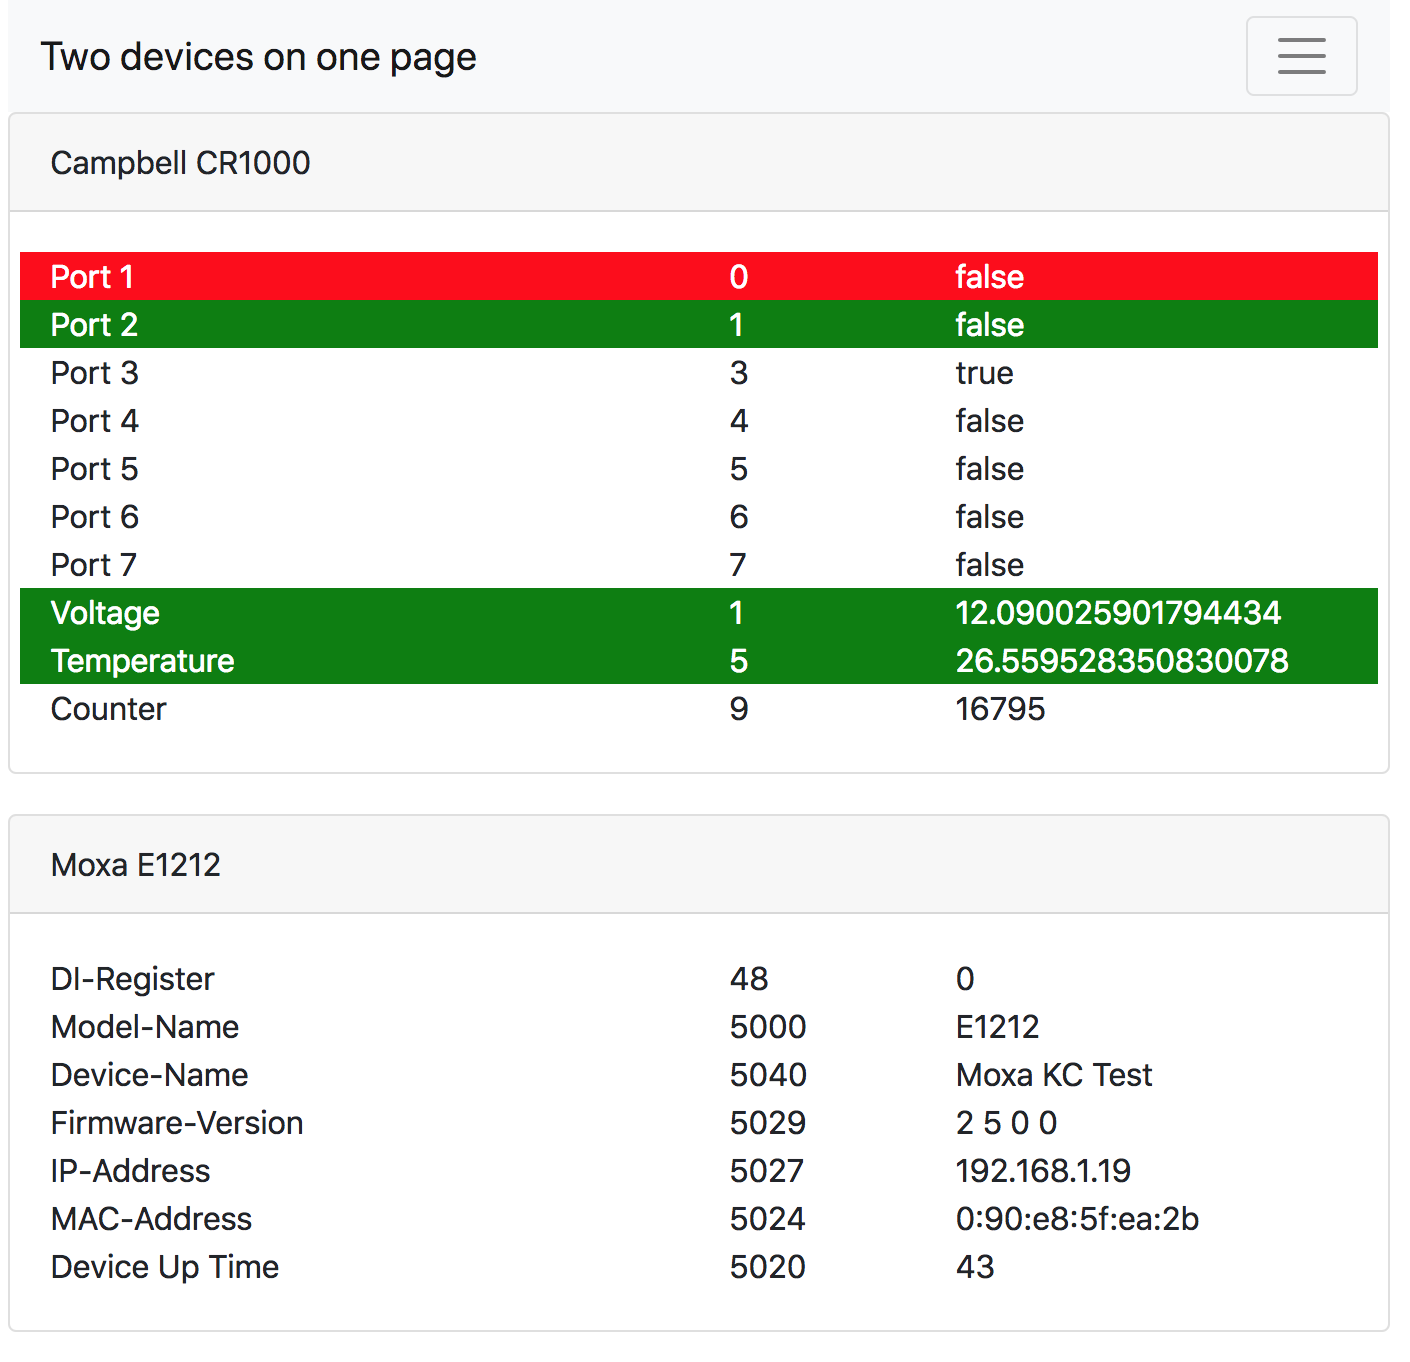 Two devices on one page
Campbell CR1000
Port 1 0 false
Port 2 1 false
Port 3 3 true
Port 4 4 false
Port 5 5 false
Port 6 6 false
Port 7 7 false
Voltage 1 12.090025901794434
Temperature 5 26.559528350830078
Counter 9 16795
Moxa E1212
DI-Register 48 0
Model-Name 5000 E1212
Device-Name 5040 Moxa KC Test
Firmware-Version 5029 2 5 0 0
IP-Address 5027 192.168.1.19
MAC-Address 5024 0:90:e8:5f:ea:2b
Device Up Time 5020 43